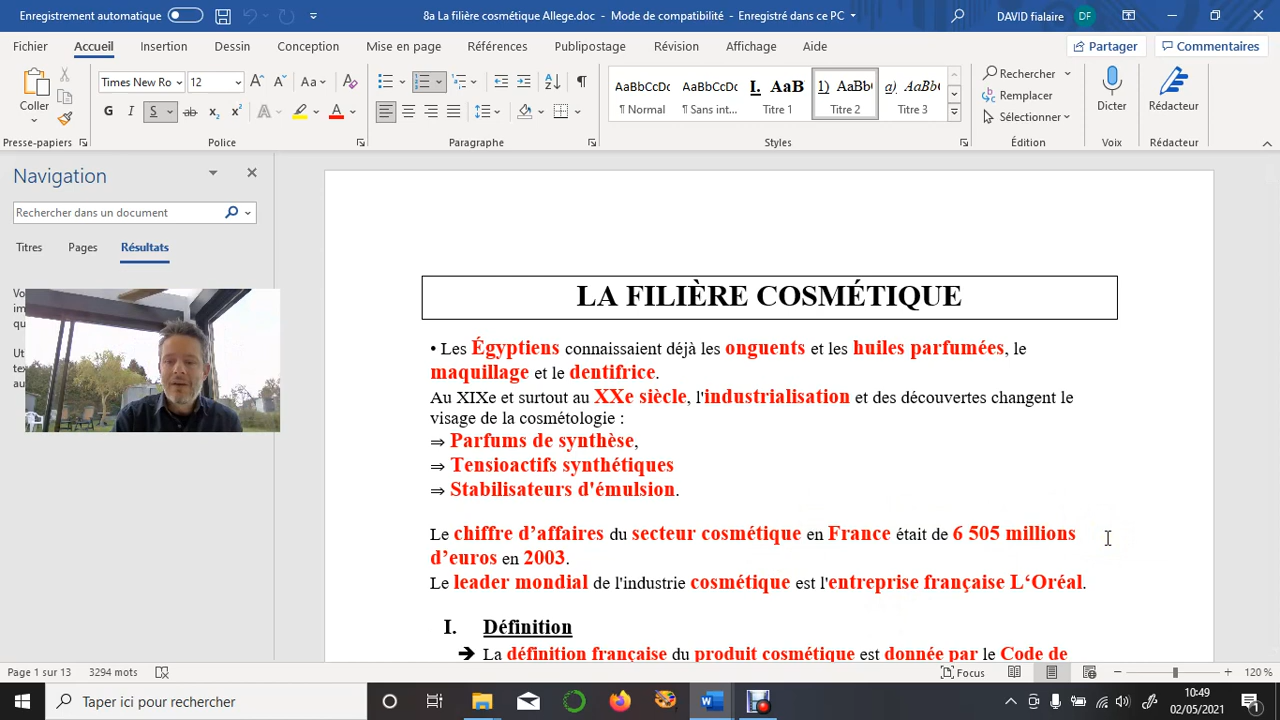 Enregistrement automatique
8a La filière cosmétique Allege.doc - Mode de compatibilité - Enregistré dans ce PC
DAVID fialaire DF
Fichier Accueil Insertion Dessin Conception Mise en page Références Publipostage Révision Affichage Aide Partager Commentaires
Coller
Times New Ro 12
AaBbCcDc AaBbCcDc I. AaB 1) AaBb a) AaBb
¶ Normal ¶ Sans int... Titre 1 ¶ Titre 2 ¶ Titre 3
Rechercher
Remplacer
Sélectionner
Dicter
Rédacteur
Presse-papiers Police Paragraphe Styles Édition Voix Rédacteur
Navigation
Rechercher dans un document
Titres Pages Résultats
LA FILIÈRE COSMÉTIQUE
• Les Égyptiens connaissaient déjà les onguents et les huiles parfumées, le
maquillage et le dentifrice.
Au XIXe et surtout au XXe siècle, l'industrialisation et des découvertes changent le
visage de la cosmétologie :
⇒ Parfums de synthèse,
⇒ Tensioactifs synthétiques
⇒ Stabilisateurs d'émulsion.
Le chiffre d’affaires du secteur cosmétique en France était de 6 505 millions
d’euros en 2003.
Le leader mondial de l'industrie cosmétique est l'entreprise française L‘Oréal.
I. Définition
➔ La définition française du produit cosmétique est donnée par le Code de
Page 1 sur 13 3294 mots Focus 120 %
Taper ici pour rechercher
10:49
02/05/2021